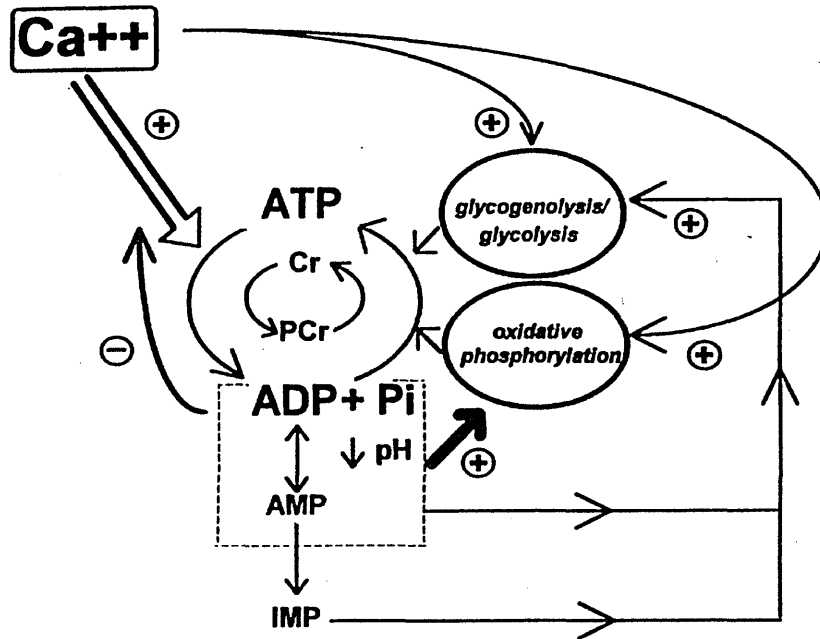 Ca++
+
+
ATP
glycogenolysis/
glycolysis
+
Cr
PCr
oxidative
phosphorylation
−
+
ADP+ Pi
↓ pH
+
AMP
IMP